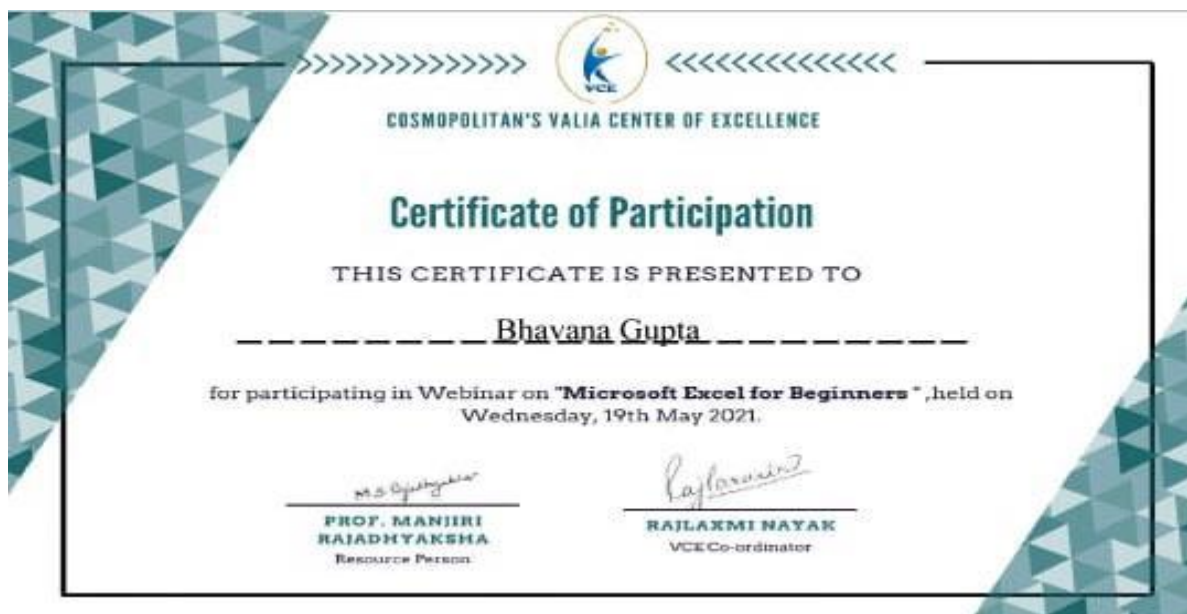 VCE
COSMOPOLITAN'S VALIA CENTER OF EXCELLENCE
Certificate of Participation
THIS CERTIFICATE IS PRESENTED TO
Bhavana Gupta
for participating in Webinar on "Microsoft Excel for Beginners " ,held on
Wednesday, 19th May 2021.
PROF. MANJIRI
RAJADHYAKSHA
Resource Person
RAJLAXMI NAYAK
VCE Co-ordinator